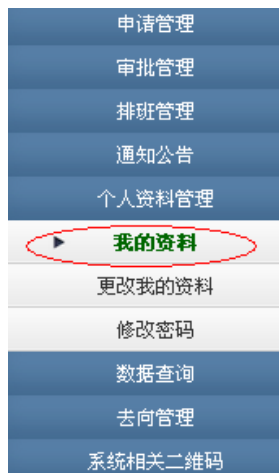 申请管理
审批管理
排班管理
通知公告
个人资料管理
我的资料
更改我的资料
修改密码
数据查询
去向管理
系统相关二维码